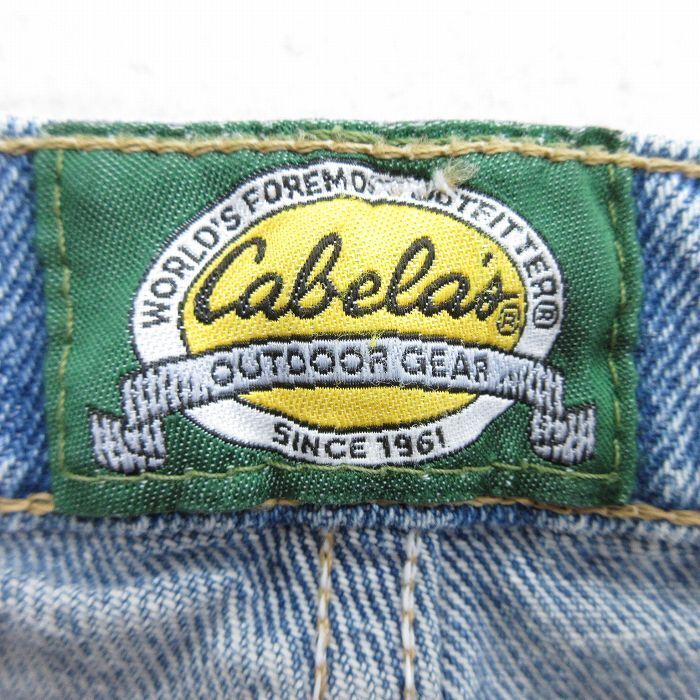 WORLD'S FOREMOST OUTFITTER®
Cabela's®
OUTDOOR GEAR
SINCE 1961